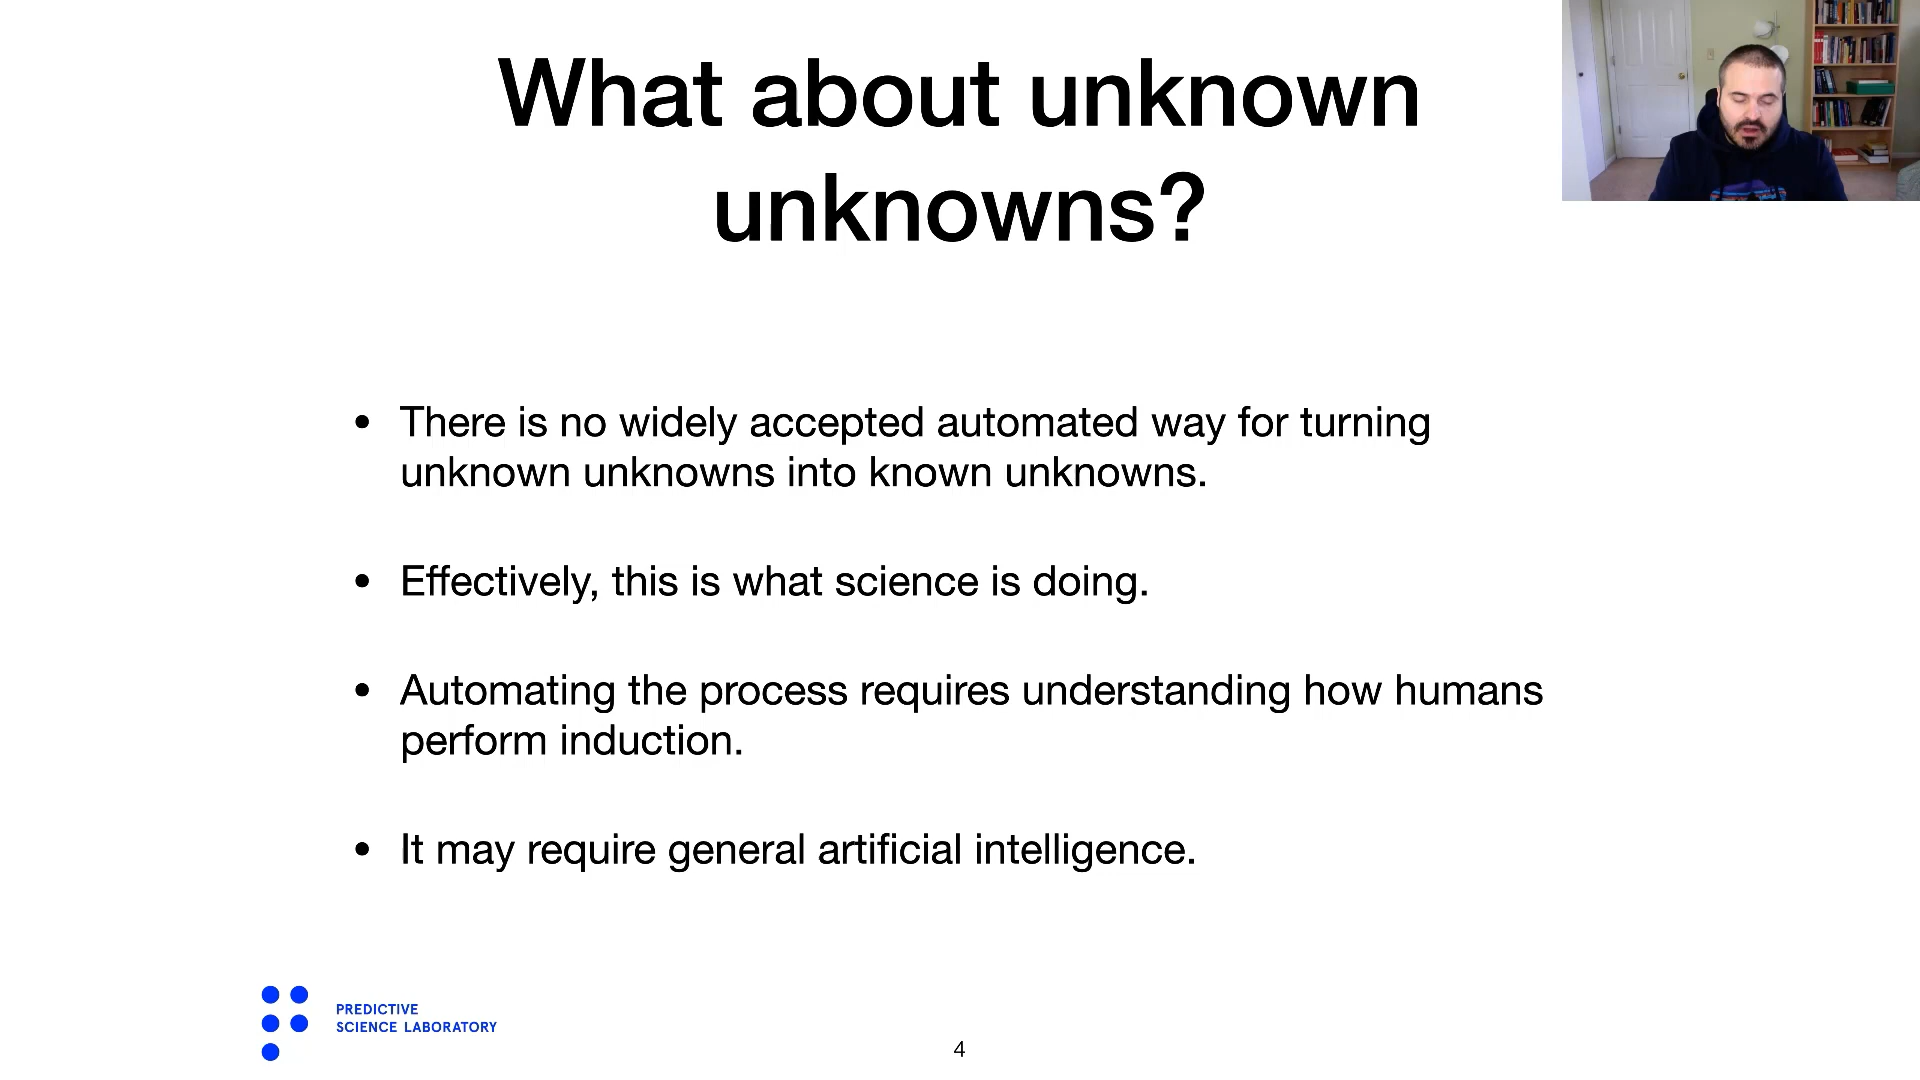 What about unknown
unknowns?
• There is no widely accepted automated way for turning
unknown unknowns into known unknowns.
• Effectively, this is what science is doing.
• Automating the process requires understanding how humans
perform induction.
• It may require general artificial intelligence.
PREDICTIVE
SCIENCE LABORATORY
4